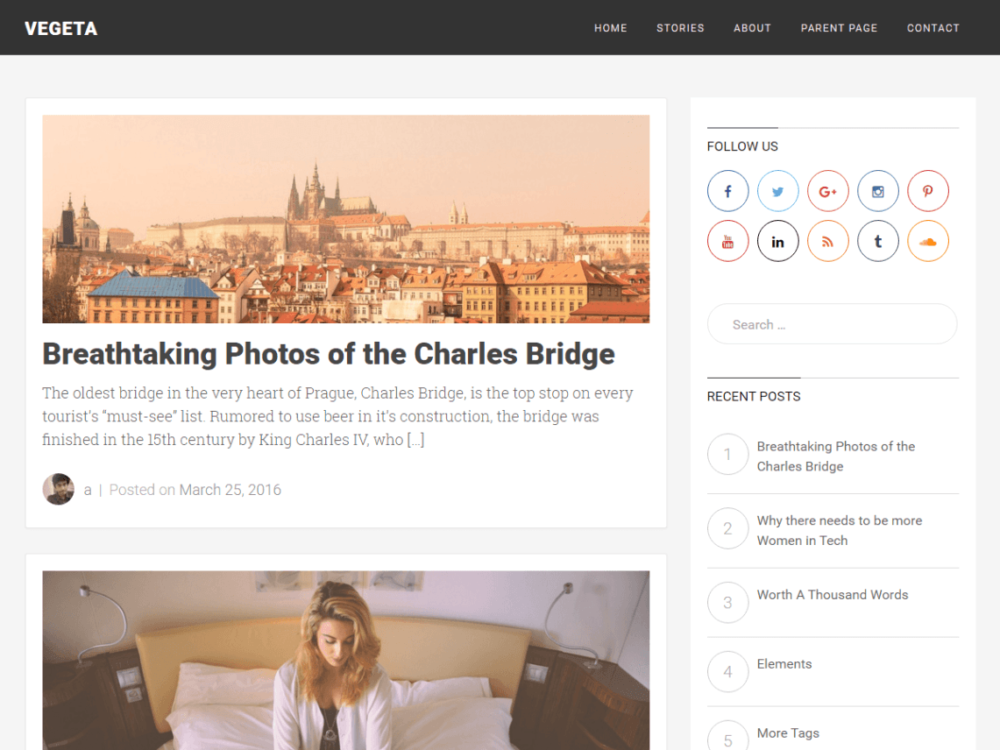 VEGETA
HOME STORIES ABOUT PARENT PAGE CONTACT
Breathtaking Photos of the Charles Bridge
The oldest bridge in the very heart of Prague, Charles Bridge, is the top stop on every
tourist's “must-see” list. Rumored to use beer in it's construction, the bridge was
finished in the 15th century by King Charles IV, who [...]
a | Posted on March 25, 2016
FOLLOW US
f
G+
You
Tube
in
t
Search ...
RECENT POSTS
1
Breathtaking Photos of the
Charles Bridge
2
Why there needs to be more
Women in Tech
3
Worth A Thousand Words
4
Elements
5
More Tags